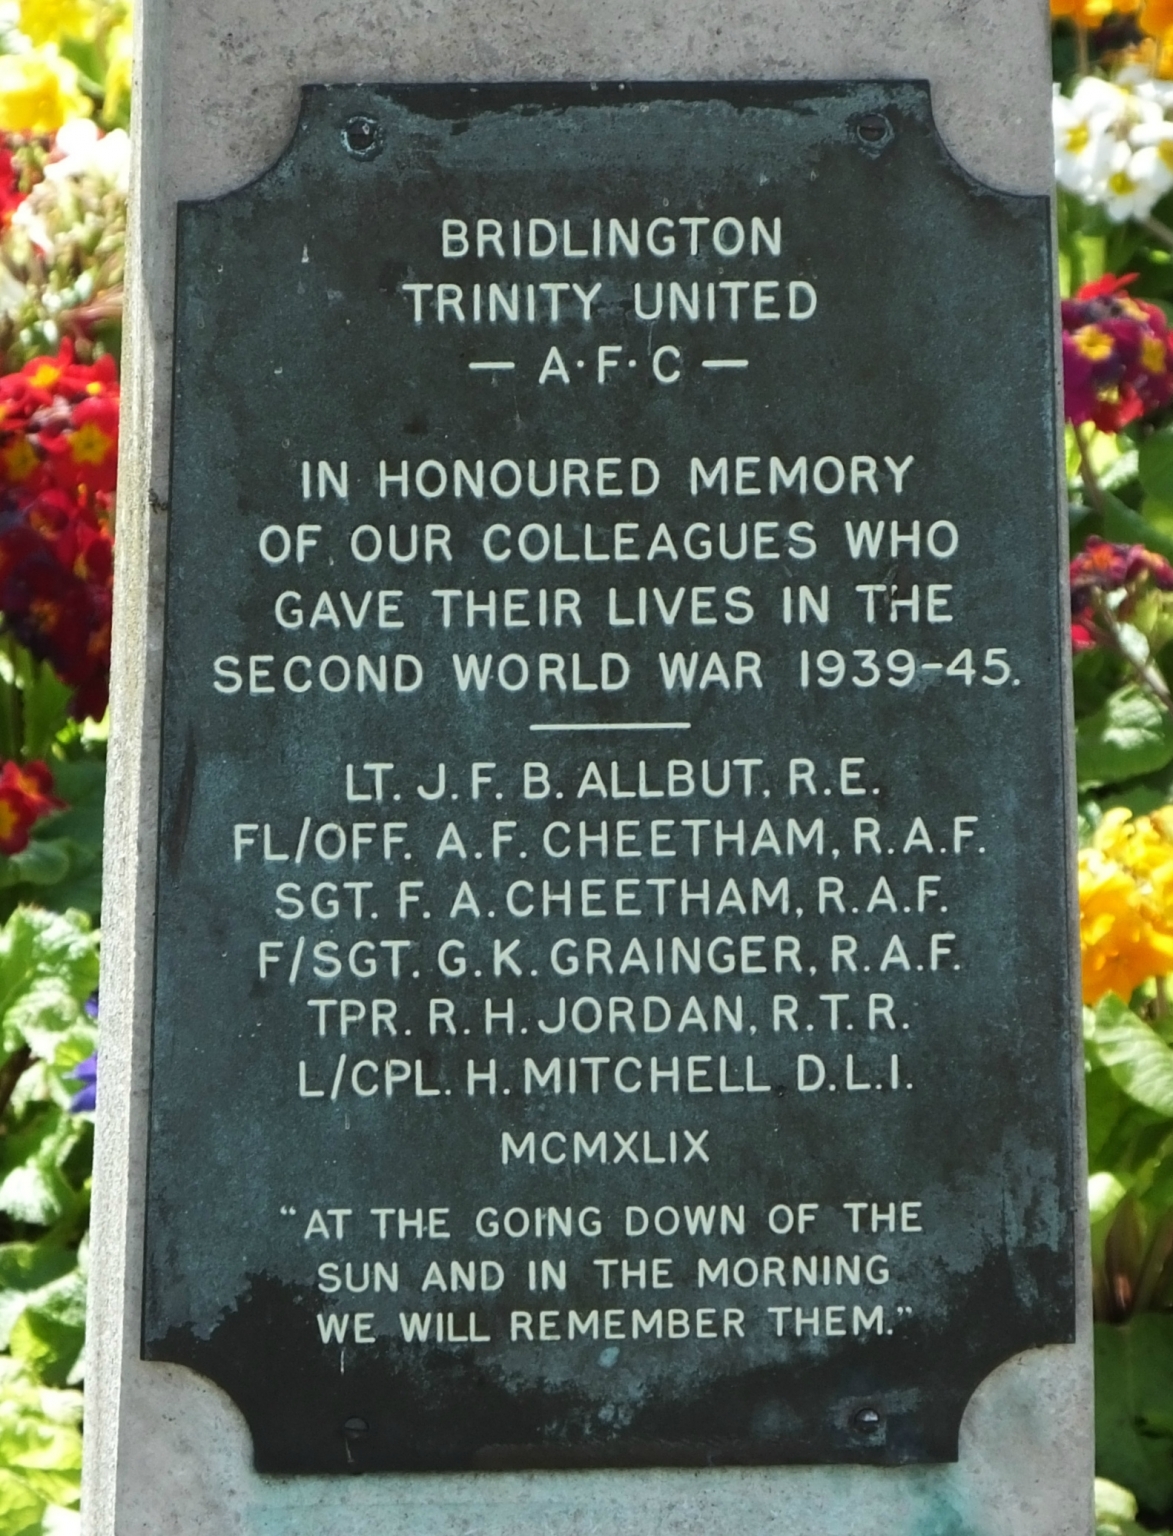 BRIDLINGTON
TRINITY UNITED
— A·F·C —
IN HONOURED MEMORY
OF OUR COLLEAGUES WHO
GAVE THEIR LIVES IN THE
SECOND WORLD WAR 1939-45.
LT. J.F.B. ALLBUT, R.E.
FL/OFF. A.F. CHEETHAM, R.A.F.
SGT. F. A. CHEETHAM, R.A.F.
F/SGT. G.K. GRAINGER, R.A.F.
TPR. R.H. JORDAN, R.T.R.
L/CPL. H. MITCHELL D.L.I.
MCMXLIX
“AT THE GOING DOWN OF THE
SUN AND IN THE MORNING
WE WILL REMEMBER THEM.”